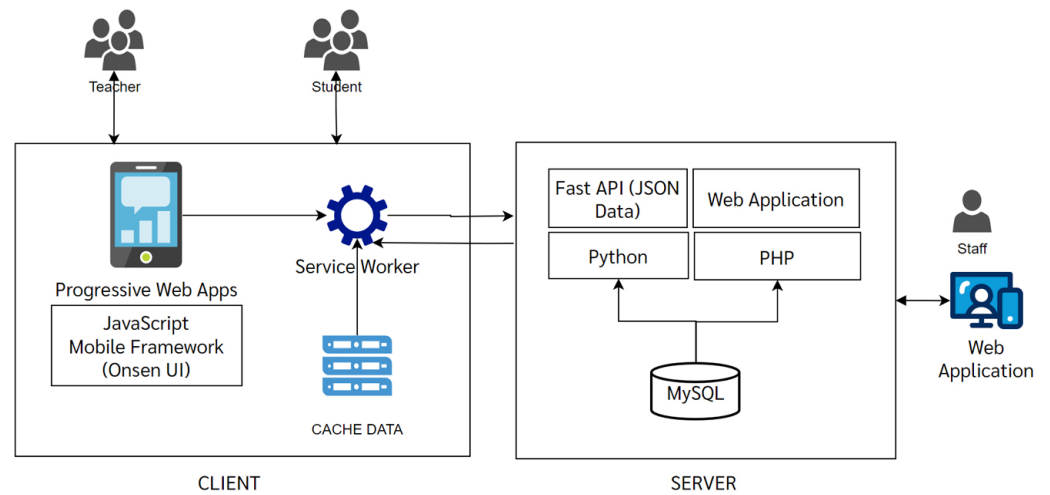 Teacher
Student
Fast API (JSON
Data)
Web Application
Python
PHP
Service Worker
Progressive Web Apps
JavaScript
Mobile Framework
(Onsen UI)
CACHE DATA
MySQL
Staff
Web
Application
CLIENT
SERVER